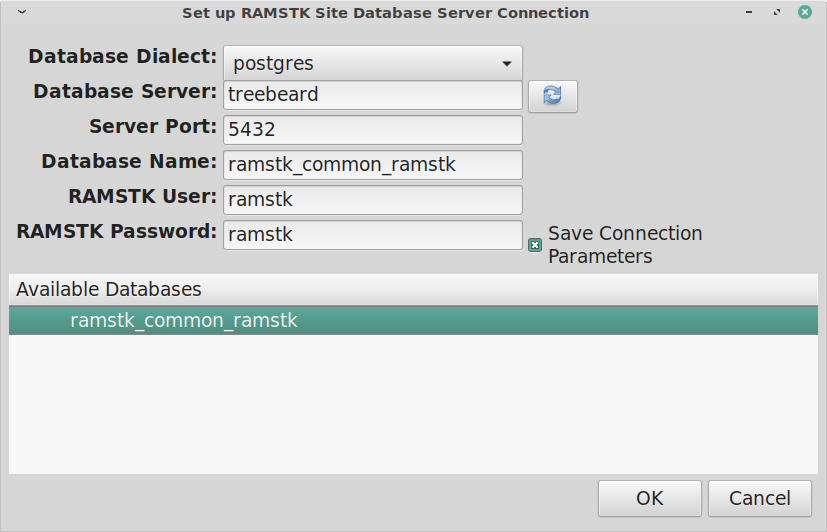 Set up RAMSTK Site Database Server Connection
Database Dialect: postgres
Database Server: treebeard
Server Port: 5432
Database Name: ramstk_common_ramstk
RAMSTK User: ramstk
RAMSTK Password: ramstk
Save Connection
Parameters
Available Databases
ramstk_common_ramstk
OK Cancel